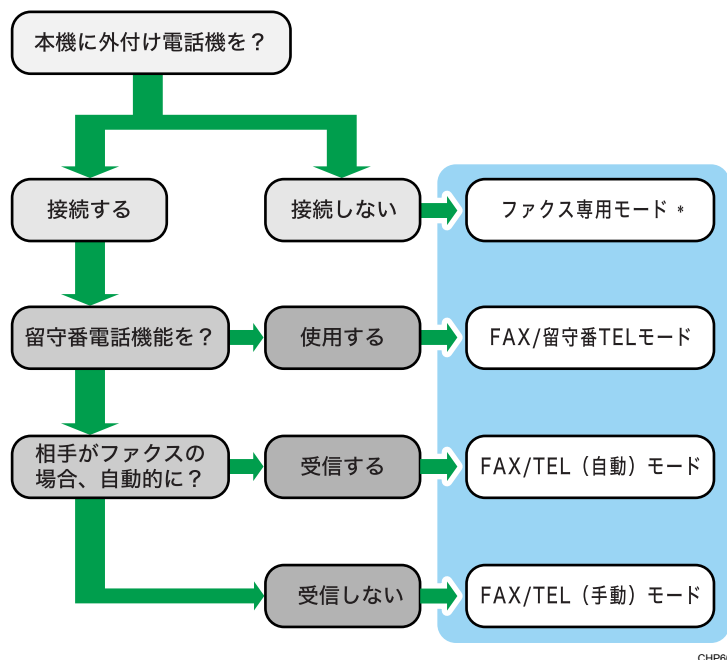 本機に外付け電話機を？
接続する
接続しない
ファクス専用モード *
留守番電話機能を？
使用する
FAX/留守番TELモード
相手がファクスの
場合、自動的に？
受信する
FAX/TEL（自動）モード
受信しない
FAX/TEL（手動）モード